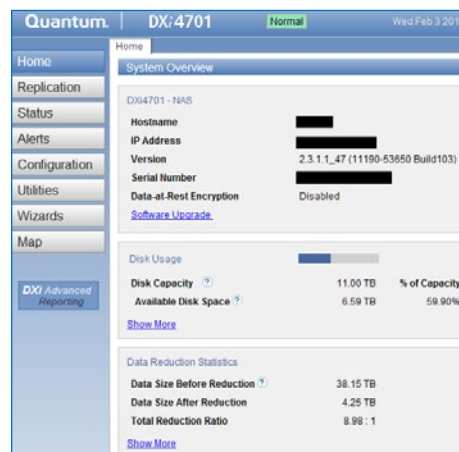 Quantum. DXi4701 Normal Wed Feb 3 201
Home
Home
System Overview
Replication
Status
Alerts
Configuration
Utilities
Wizards
Map
DXi Advanced
Reporting
DXi4701 - NAS
Hostname
IP Address
Version 2.3.1.1_47 (11190-53650 Build103)
Serial Number
Data-at-Rest Encryption Disabled
Software Upgrade
Disk Usage
Disk Capacity ? 11.00 TB % of Capacity
Available Disk Space ? 6.59 TB 59.90%
Show More
Data Reduction Statistics
Data Size Before Reduction ? 38.15 TB
Data Size After Reduction 4.25 TB
Total Reduction Ratio 8.98 : 1
Show More